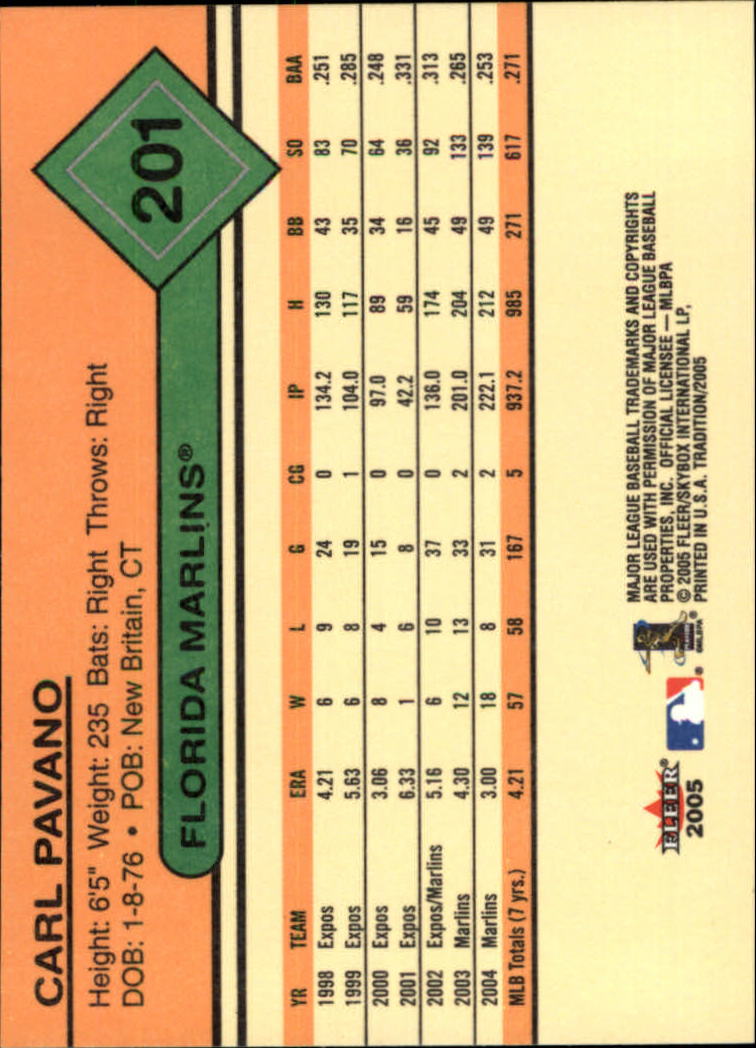 CARL PAVANO
Height: 6'5" Weight: 235 Bats: Right Throws: Right
DOB: 1-8-76 • POB: New Britain, CT
201
FLORIDA MARLINS®
YR TEAM ERA W L G CG IP H BB SO BAA
1998 Expos 4.21 6 9 24 0 134.2 130 43 83 .251
1999 Expos 5.63 6 8 19 1 104.0 117 35 70 .285
2000 Expos 3.06 8 4 15 0 97.0 89 34 64 .248
2001 Expos 6.33 1 6 8 0 42.2 59 16 36 .331
2002 Expos/Marlins 5.16 6 10 37 0 136.0 174 45 92 .313
2003 Marlins 4.30 12 13 33 2 201.0 204 49 133 .265
2004 Marlins 3.00 18 8 31 2 222.1 212 49 139 .253
MLB Totals (7 yrs.) 4.21 57 58 167 5 937.2 985 271 617 .271
FLEER®
2005
MAJOR LEAGUE BASEBALL TRADEMARKS AND COPYRIGHTS
ARE USED WITH PERMISSION OF MAJOR LEAGUE BASEBALL
PROPERTIES, INC. OFFICIAL LICENSEE — MLBPA
© 2005 FLEER/SKYBOX INTERNATIONAL LP,
PRINTED IN U.S.A. TRADITION/2005